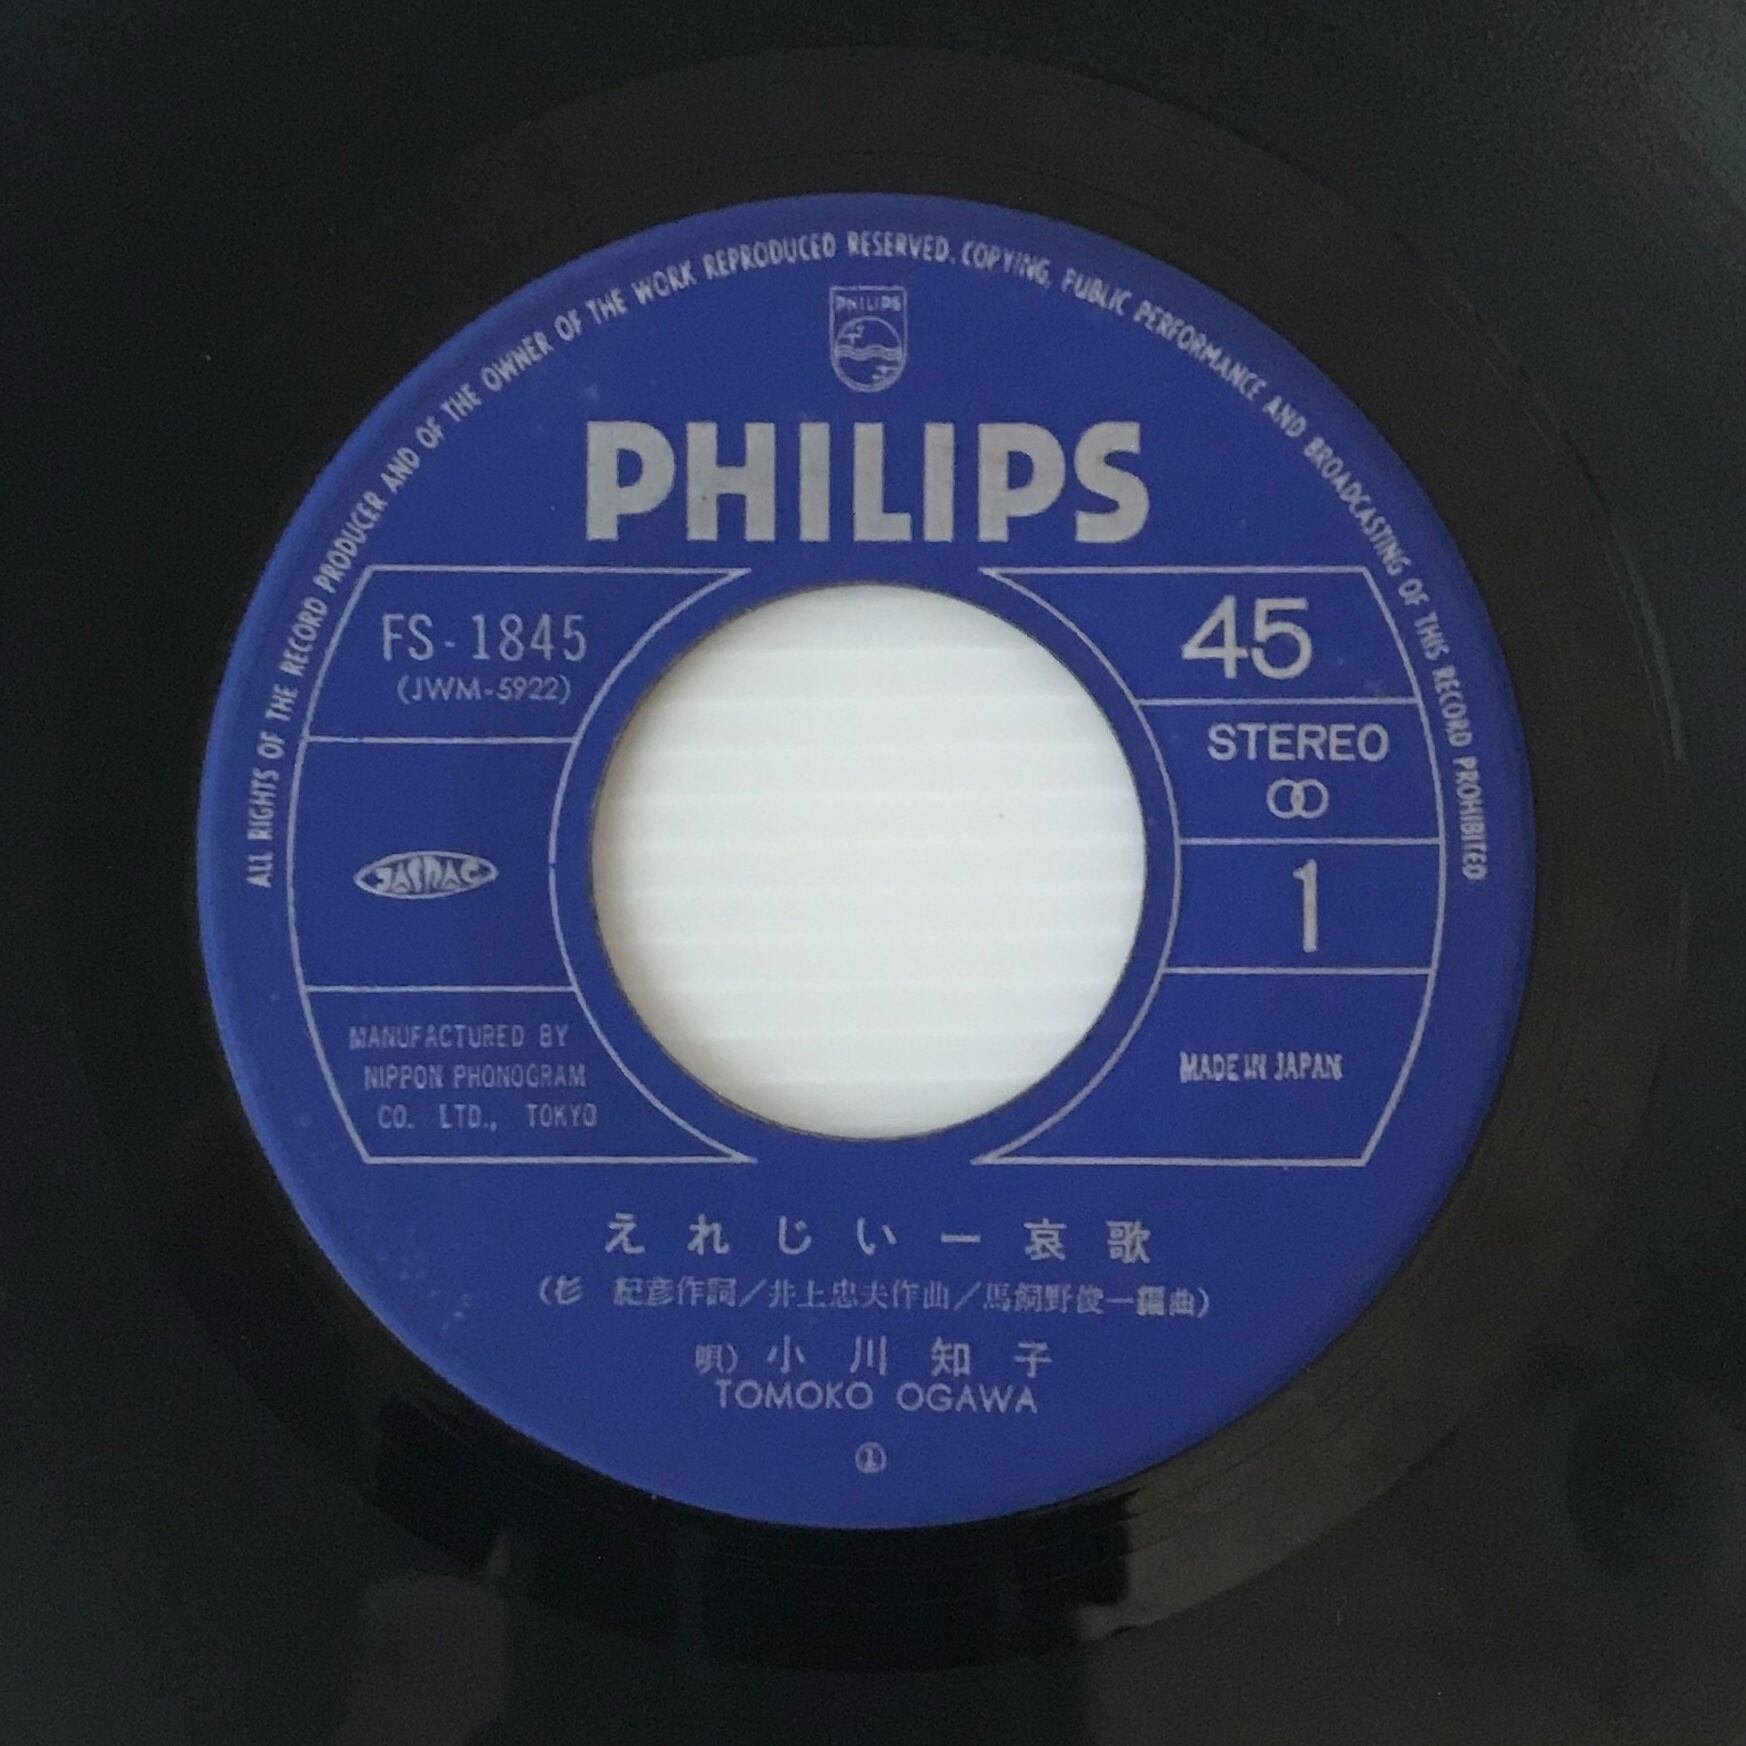 ALL RIGHTS OF THE RECORD PRODUCER AND OF THE OWNER OF THE WORK REPRODUCED RESERVED. COPYING, PUBLIC PERFORMANCE AND BROADCASTING OF THIS RECORD PROHIBITED
PHILIPS
PHILIPS
FS-1845
(JWM-5922)
45
STEREO
1
JASRAC
MANUFACTURED BY
NIPPON PHONOGRAM
CO. LTD., TOKYO
MADE IN JAPAN
えれじい一哀歌
(杉 紀彦作詞/井上忠夫作曲/馬飼野俊一編曲)
唄) 小川知子
TOMOKO OGAWA
①